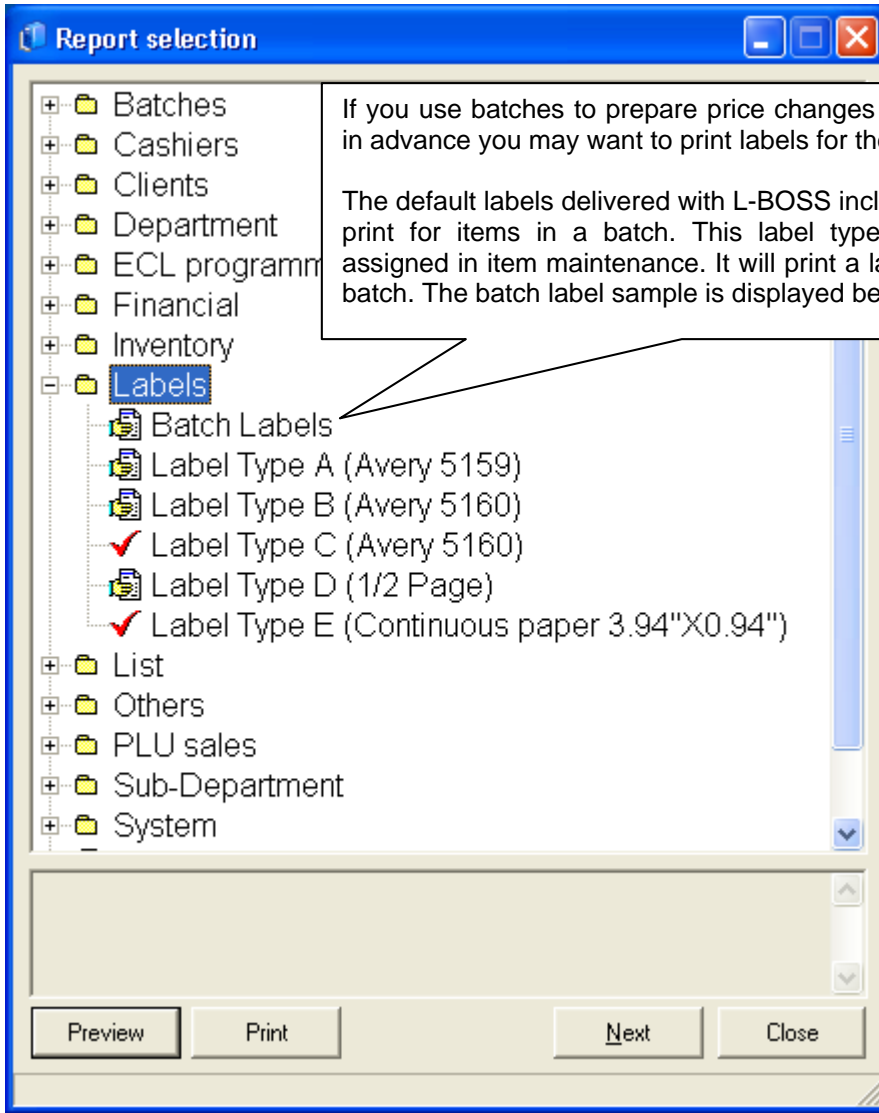 Report selection
Batches
Cashiers
Clients
Department
ECL programm
Financial
Inventory
Labels
Batch Labels
Label Type A (Avery 5159)
Label Type B (Avery 5160)
Label Type C (Avery 5160)
Label Type D (1/2 Page)
Label Type E (Continuous paper 3.94"X0.94")
List
Others
PLU sales
Sub-Department
System
If you use batches to prepare price changes
in advance you may want to print labels for the
The default labels delivered with L-BOSS incl
print for items in a batch. This label type
assigned in item maintenance. It will print a la
batch. The batch label sample is displayed be
Preview
Print
Next
Close